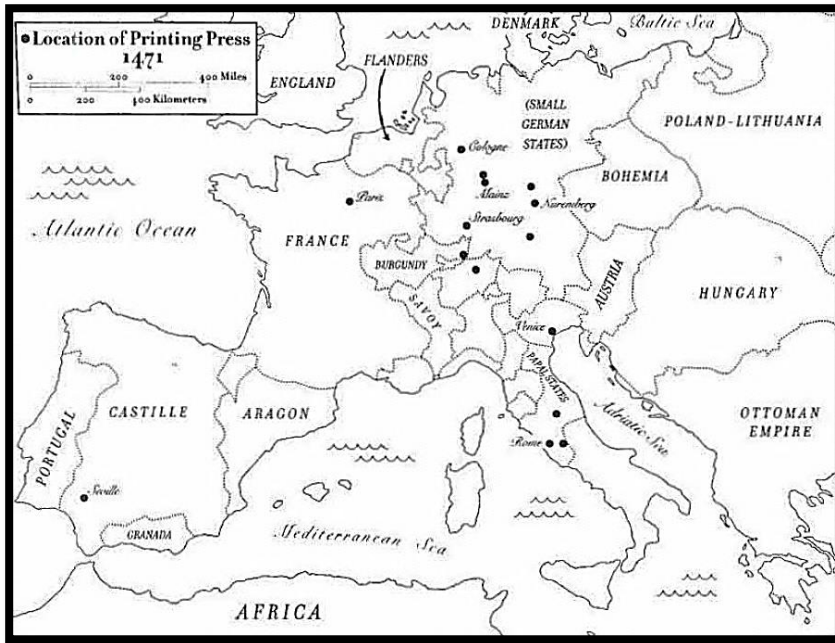 Location of Printing Press
1471
0 200 400 Miles
0 200 400 Kilometers
DENMARK
Baltic Sea
FLANDERS
ENGLAND
(SMALL
GERMAN
STATES)
POLAND-LITHUANIA
Cologne
BOHEMIA
Mainz
Paris
Nuremberg
Strasbourg
Atlantic Ocean
FRANCE
BURGUNDY
AUSTRIA
HUNGARY
SAVOY
Venice
PAPAL STATES
CASTILLE
ARAGON
PORTUGAL
Adriatic Sea
OTTOMAN
EMPIRE
Rome
Seville
GRANADA
Mediterranean Sea
AFRICA